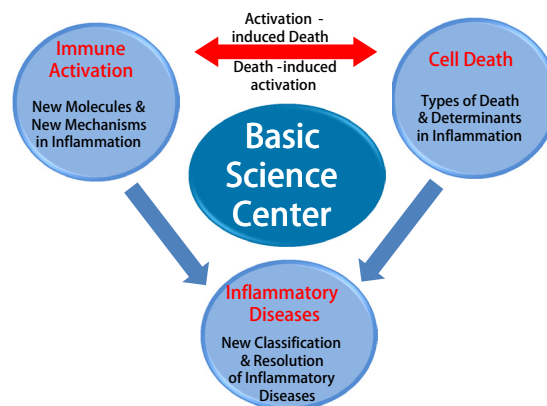 Activation -
induced Death
Death -induced
activation
Immune
Activation
New Molecules &
New Mechanisms
in Inflammation
Cell Death
Types of Death
& Determinants
in Inflammation
Basic
Science
Center
Inflammatory
Diseases
New Classification
& Resolution
of Inflammatory
Diseases